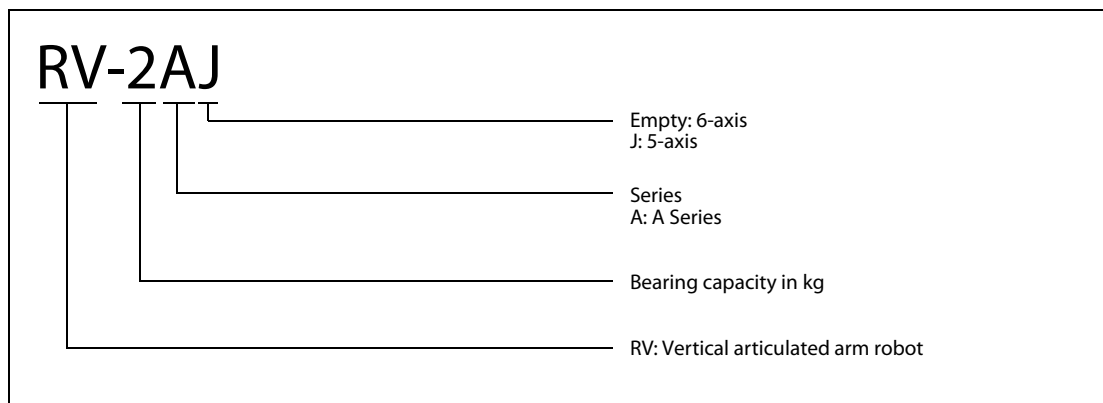 RV-2AJ
Empty: 6-axis
J: 5-axis
Series
A: A Series
Bearing capacity in kg
RV: Vertical articulated arm robot